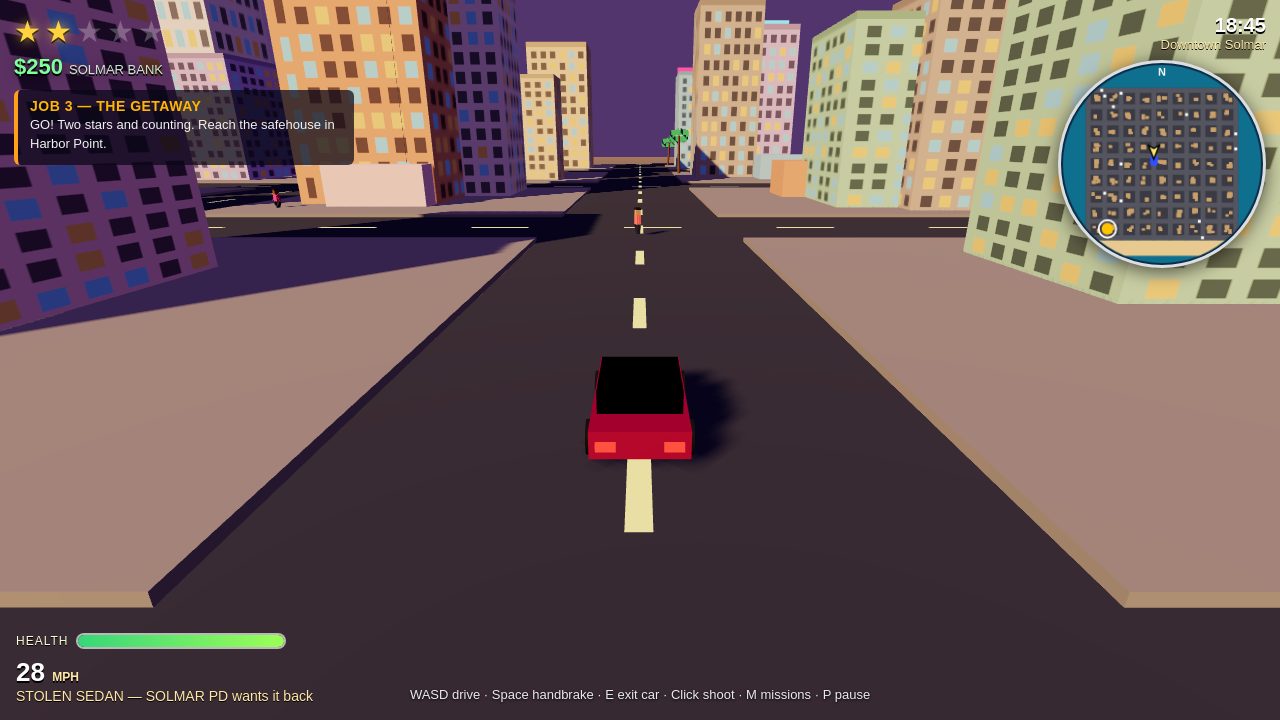 18:45
Downtown Solmar
N
$250 SOLMAR BANK
JOB 3 — THE GETAWAY
GO! Two stars and counting. Reach the safehouse in
Harbor Point.
HEALTH
28 MPH
STOLEN SEDAN — SOLMAR PD wants it back
WASD drive · Space handbrake · E exit car · Click shoot · M missions · P pause